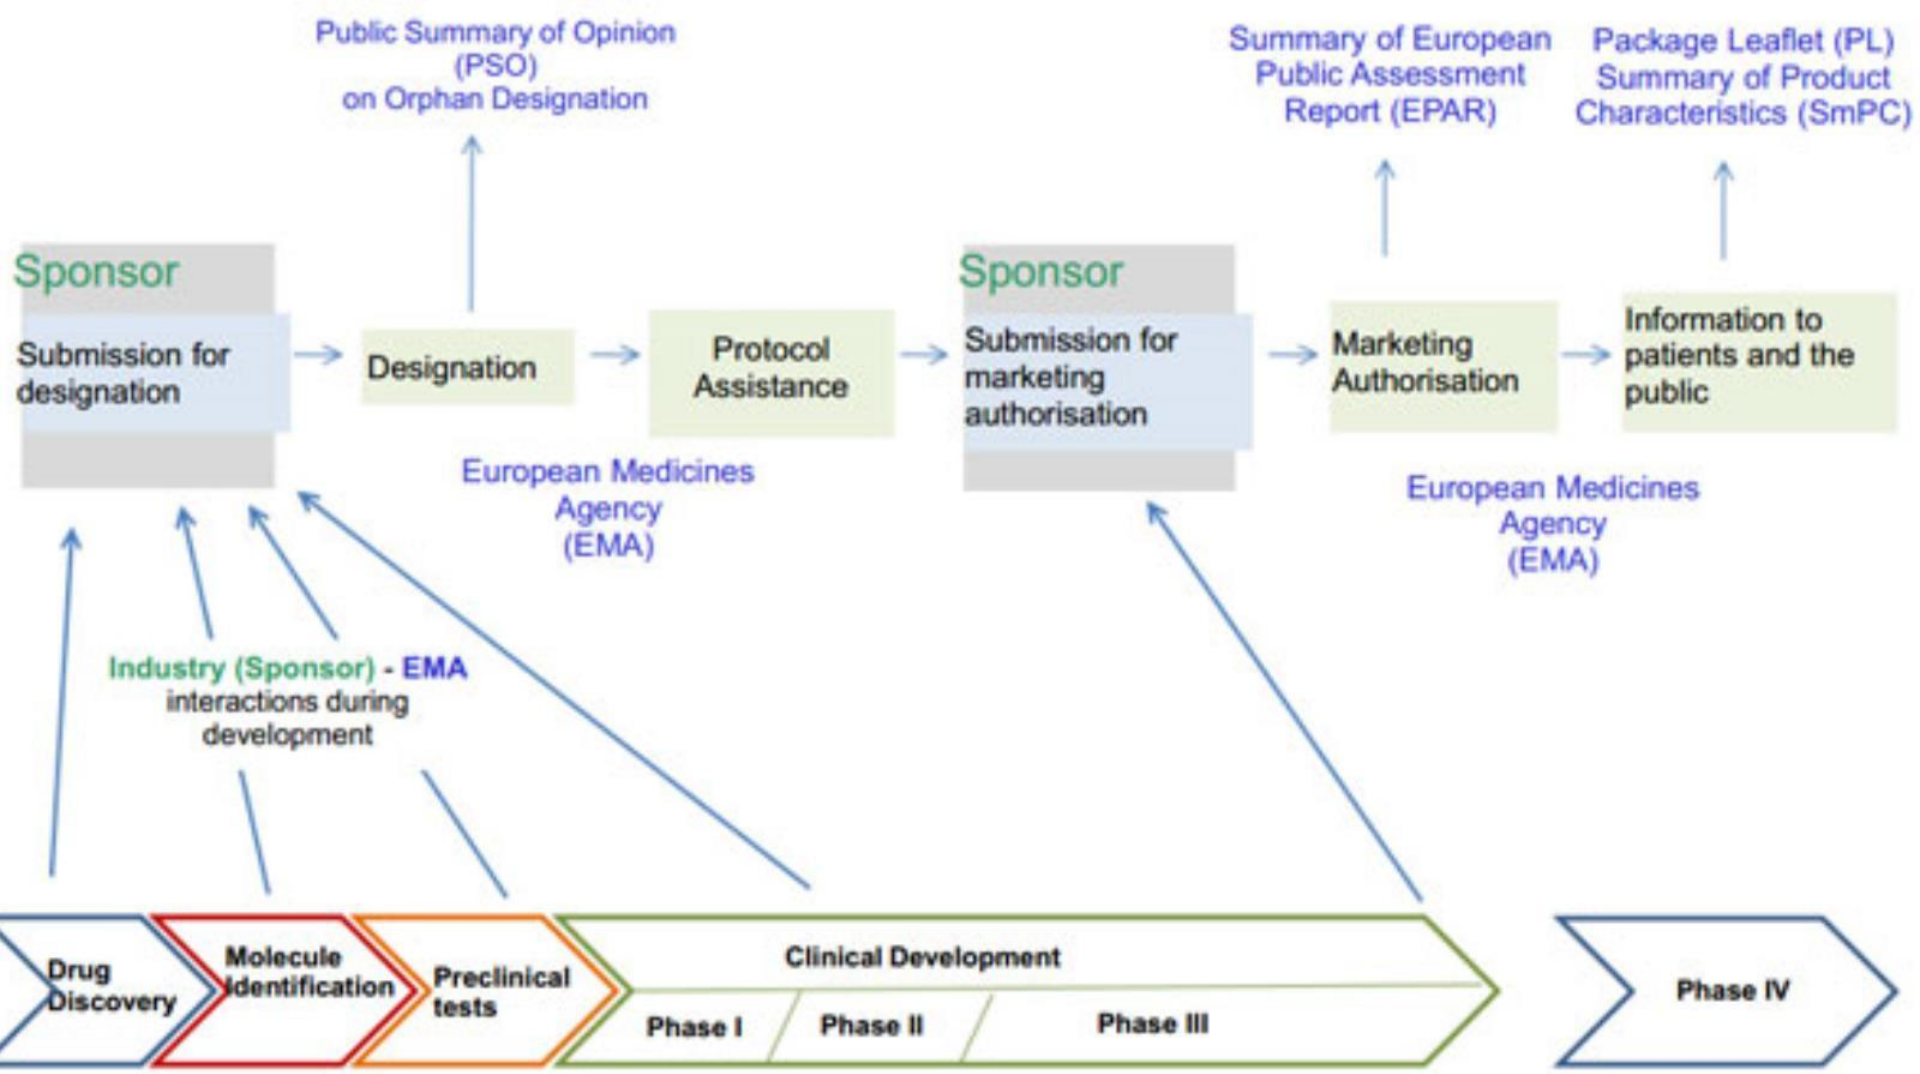 Public Summary of Opinion
(PSO)
on Orphan Designation
Summary of European
Public Assessment
Report (EPAR)
Package Leaflet (PL)
Summary of Product
Characteristics (SmPC)
Sponsor
Submission for
designation
Designation
Protocol
Assistance
Sponsor
Submission for
marketing
authorisation
Marketing
Authorisation
Information to
patients and the
public
European Medicines
Agency
(EMA)
European Medicines
Agency
(EMA)
Industry (Sponsor) - EMA
interactions during
development
Drug
Discovery
Molecule
Identification
Preclinical
tests
Clinical Development
Phase I
Phase II
Phase III
Phase IV